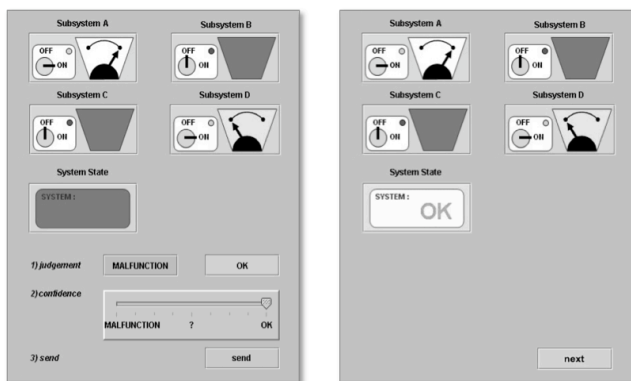 Subsystem A
Subsystem B
OFF
ON
OFF
ON
Subsystem C
Subsystem D
OFF
ON
OFF
ON
System State
SYSTEM :
1) judgement
MALFUNCTION
OK
2)confidence
MALFUNCTION
?
OK
3) send
send
Subsystem A
Subsystem B
OFF
ON
OFF
ON
Subsystem C
Subsystem D
OFF
ON
OFF
ON
System State
SYSTEM :
OK
next